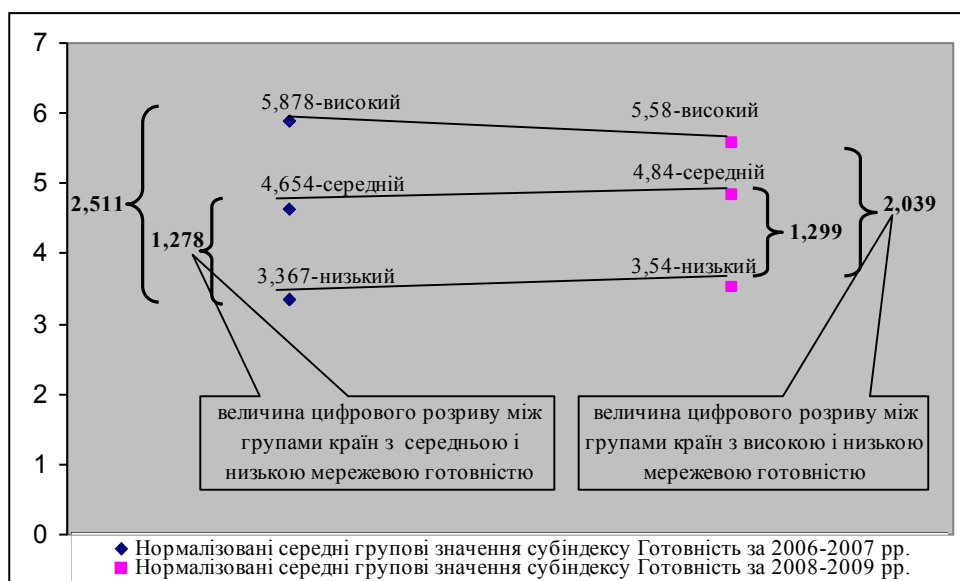 7
6
5
4
3
2
1
0
5,878-високий
5,58-високий
4,654-середній
4,84-середній
2,511
1,278
1,299
2,039
3,367-низький
3,54-низький
величина цифрового розриву між
групами країн з середньою і
низькою мережевою готовністю
величина цифрового розриву між
групами країн з високою і низькою
мережевою готовністю
Нормалізовані середні групові значення субіндексу Готовність за 2006-2007 рр.
Нормалізовані середні групові значення субіндексу Готовність за 2008-2009 рр.